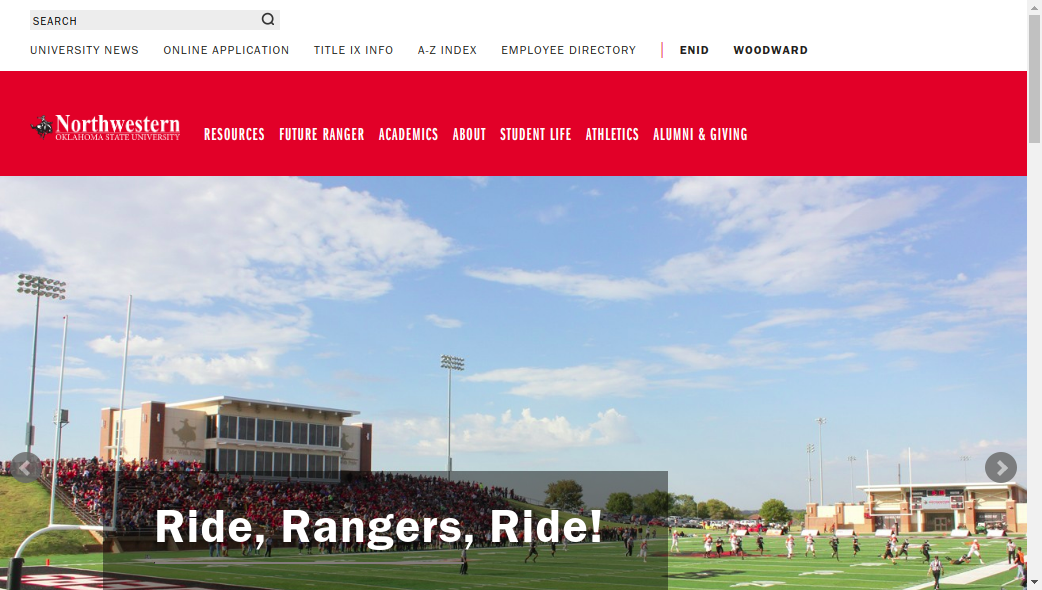 SEARCH
UNIVERSITY NEWS ONLINE APPLICATION TITLE IX INFO A-Z INDEX EMPLOYEE DIRECTORY ENID WOODWARD
Northwestern
OKLAHOMA STATE UNIVERSITY
RESOURCES FUTURE RANGER ACADEMICS ABOUT STUDENT LIFE ATHLETICS ALUMNI & GIVING
Ride, Rangers, Ride!